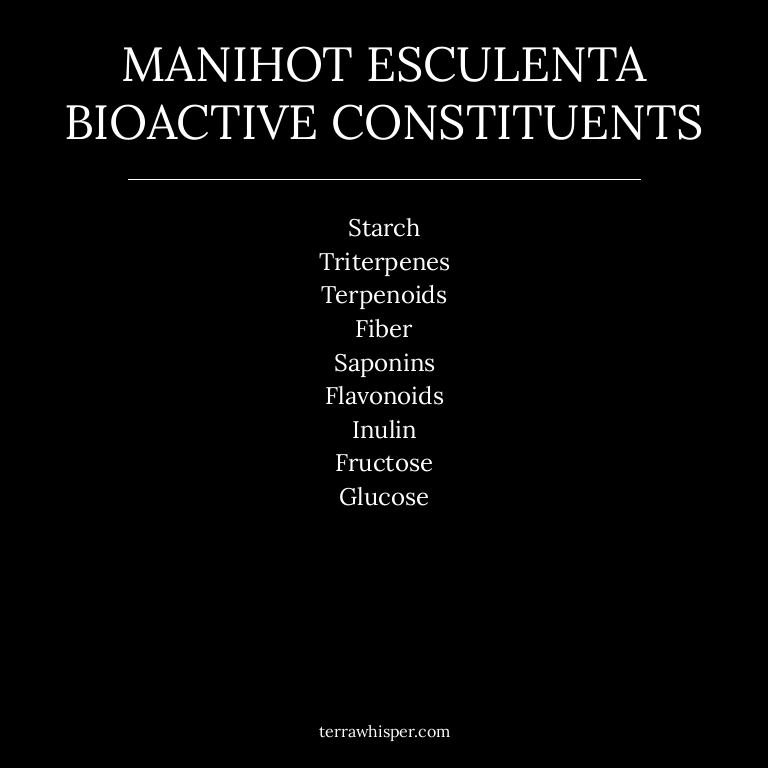 MANIHOT ESCULENTA
BIOACTIVE CONSTITUENTS
Starch
Triterpenes
Terpenoids
Fiber
Saponins
Flavonoids
Inulin
Fructose
Glucose
terrawhisper.com